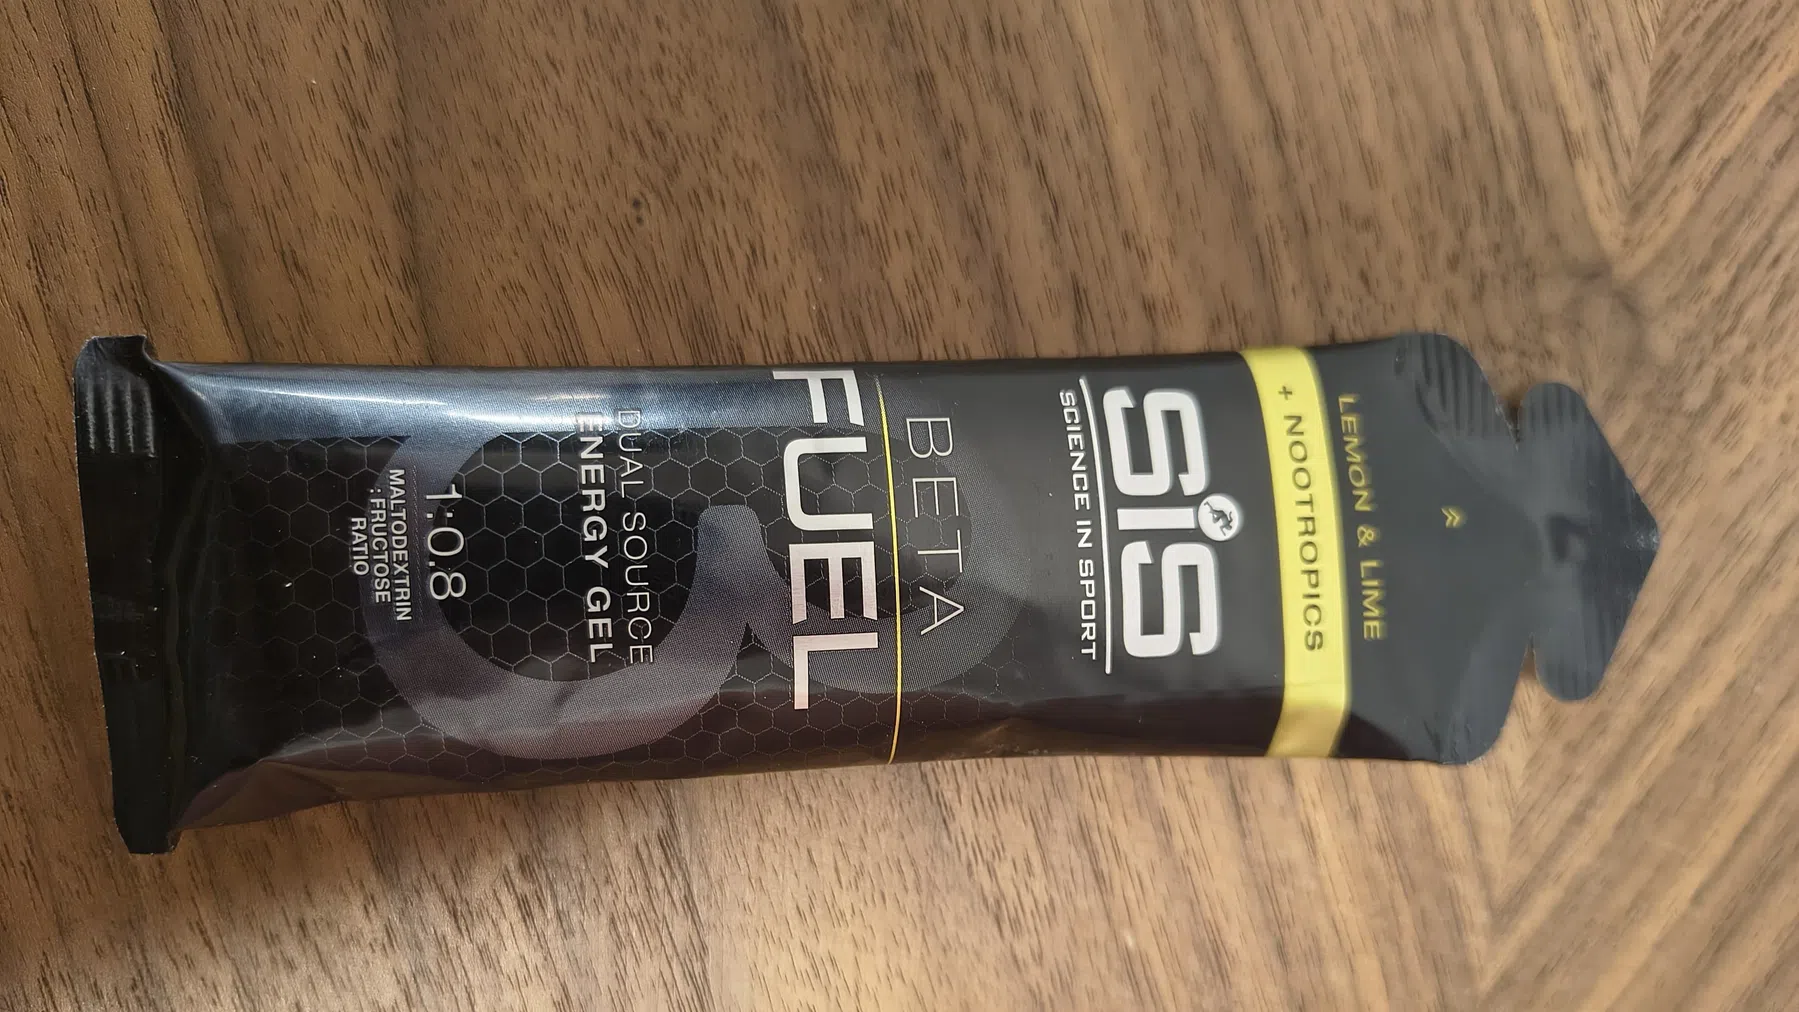 LEMON & LIME
+ NOOTROPICS
SiS
SCIENCE IN SPORT
BETA
FUEL
DUAL SOURCE
ENERGY GEL
1:0.8
MALTODEXTRIN
:FRUCTOSE
RATIO